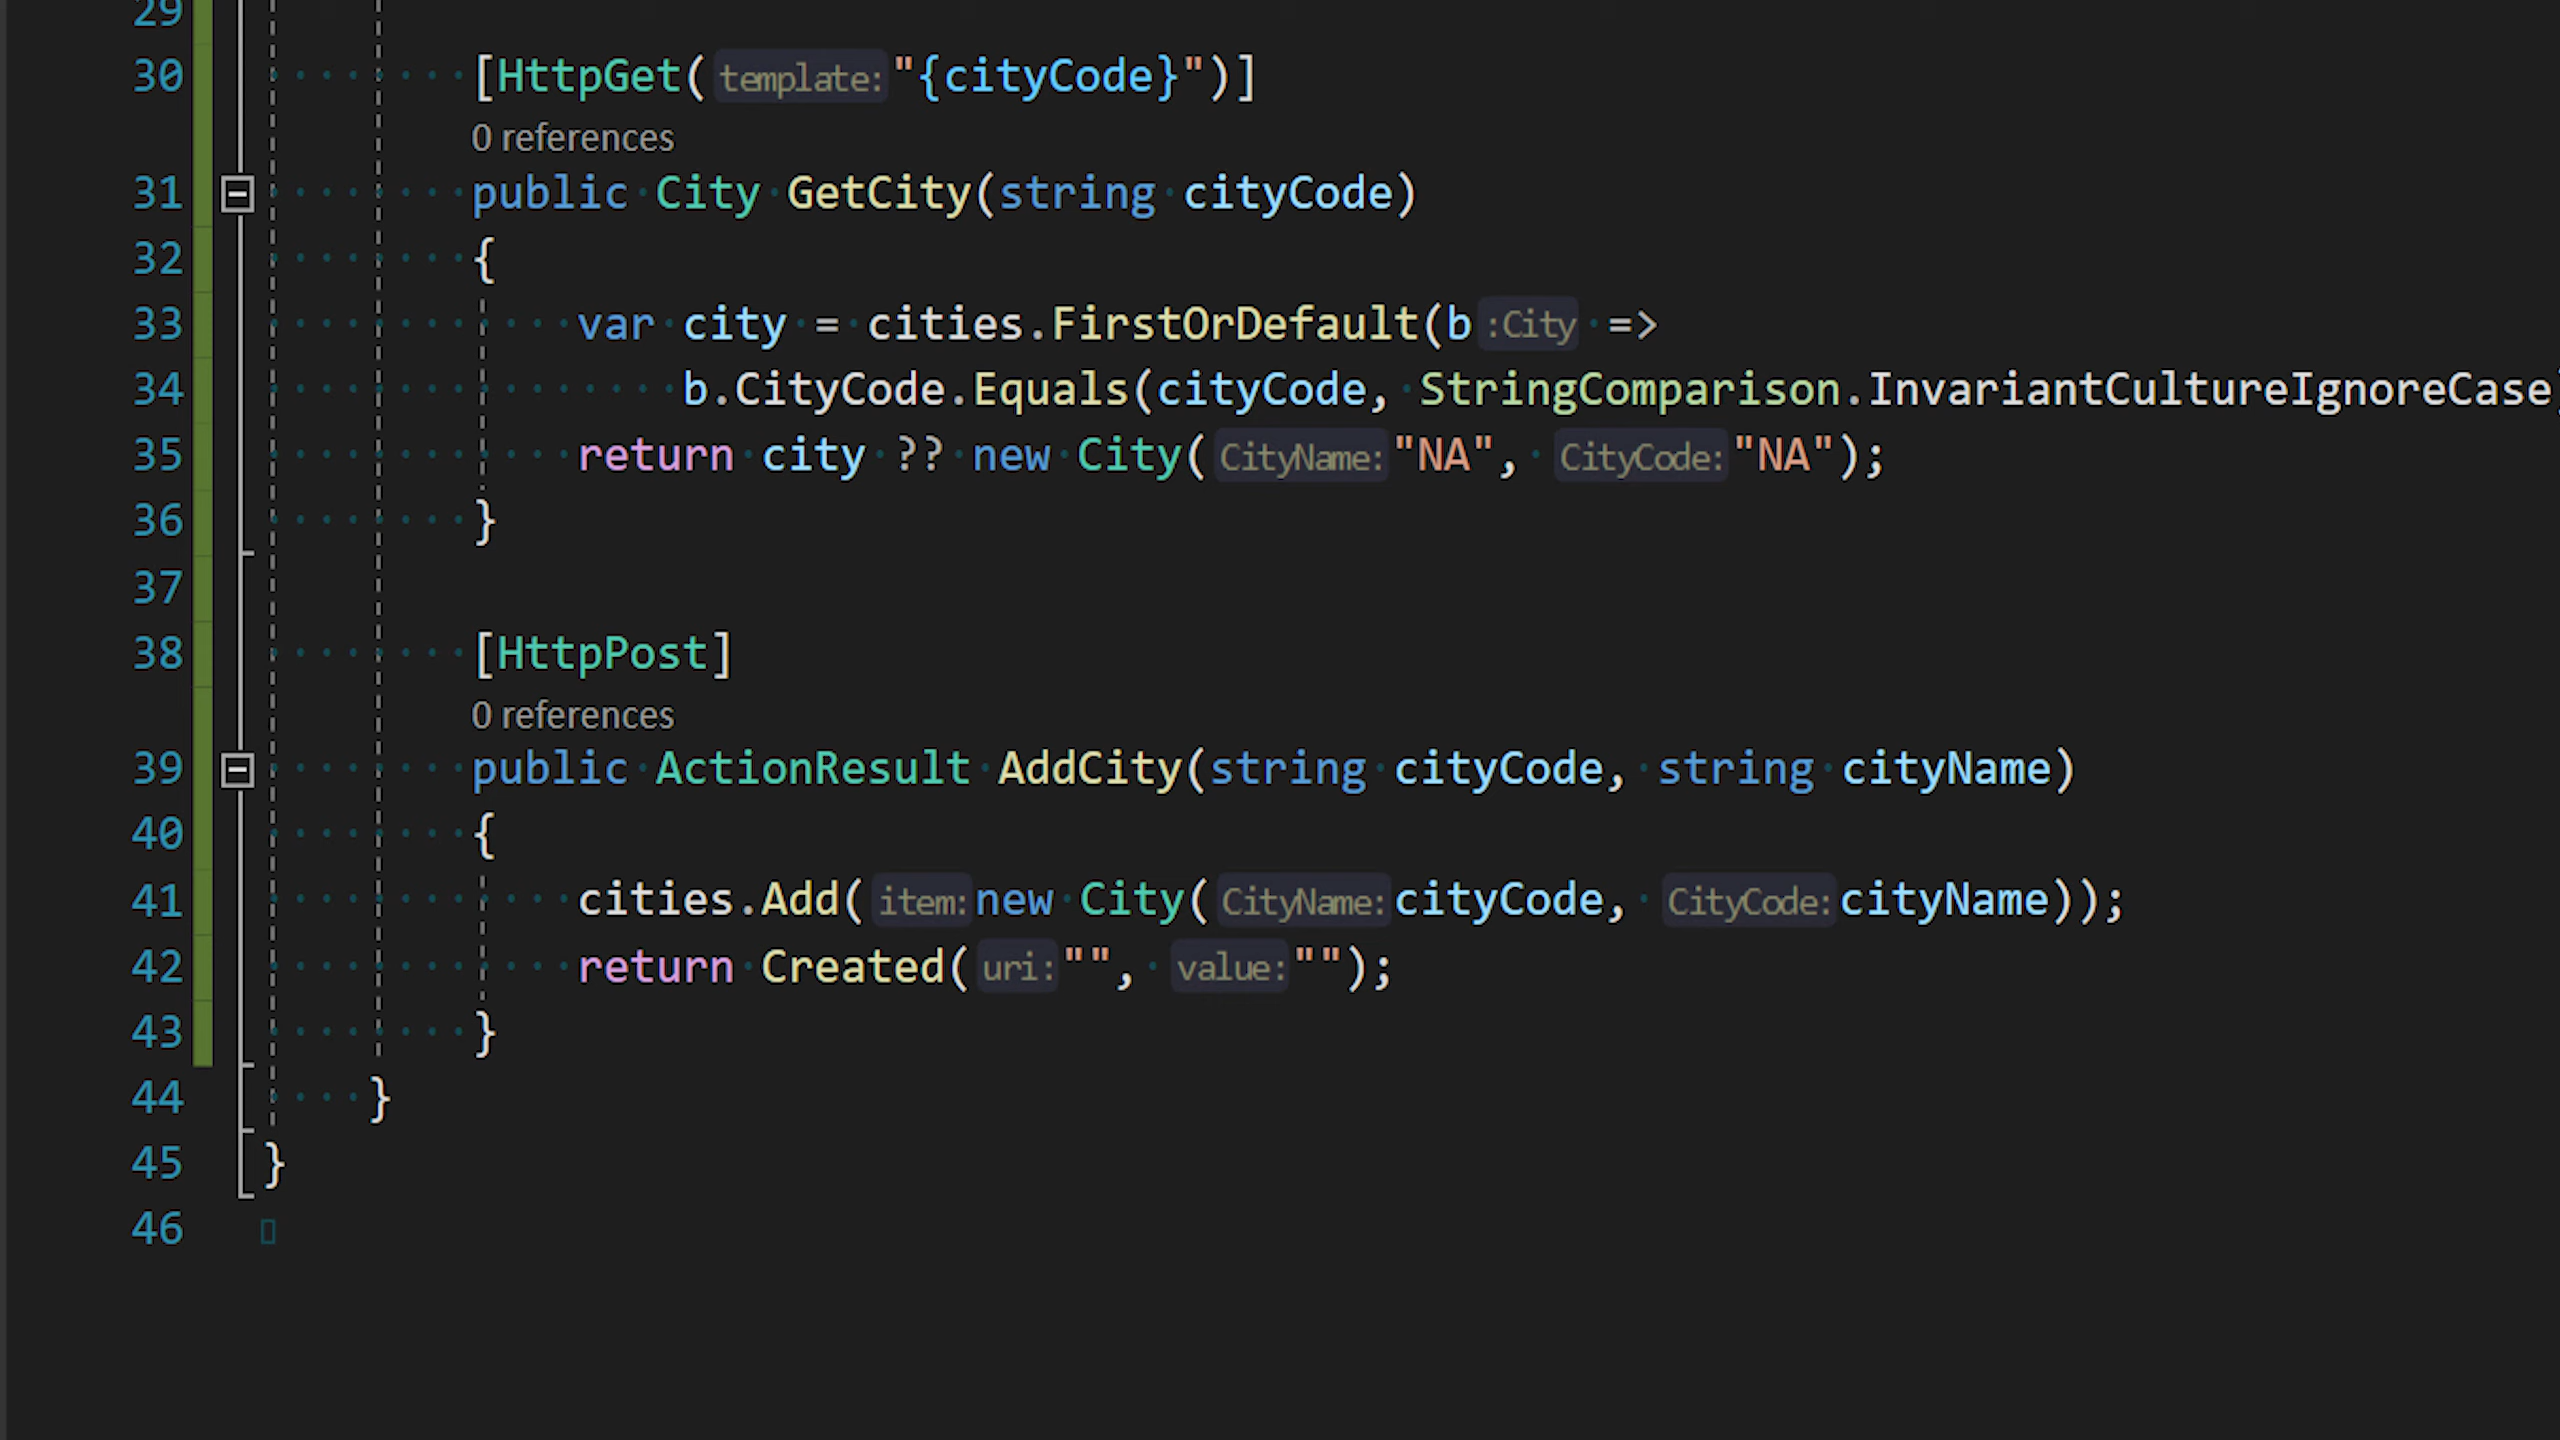 29
30 [HttpGet(template:"{cityCode}")]
0 references
31 public City GetCity(string cityCode)
32 {
33 var city = cities.FirstOrDefault(b :City =>
34 b.CityCode.Equals(cityCode, StringComparison.InvariantCultureIgnoreCase)
35 return city ?? new City(CityName:"NA", CityCode:"NA");
36 }
37
38 [HttpPost]
0 references
39 public ActionResult AddCity(string cityCode, string cityName)
40 {
41 cities.Add(item:new City(CityName:cityCode, CityCode:cityName));
42 return Created(uri:"", value:"");
43 }
44 }
45 }
46